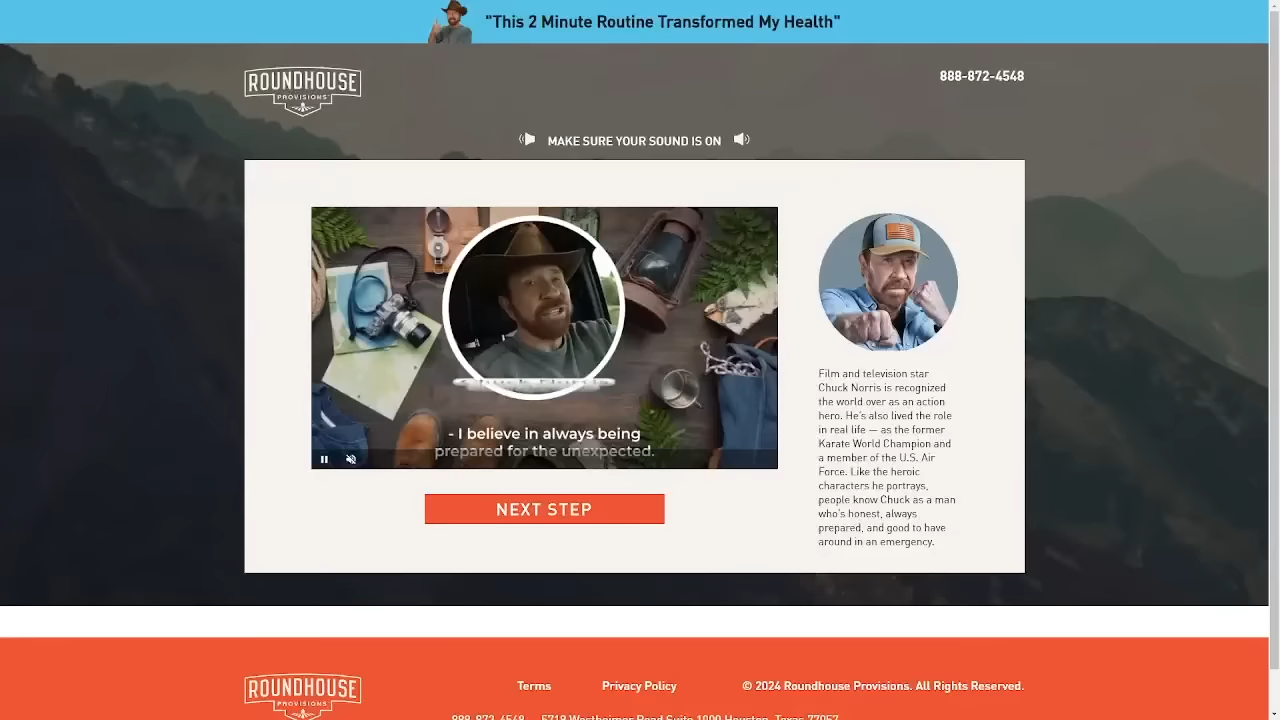 "This 2 Minute Routine Transformed My Health"
ROUNDHOUSE
PROVISIONS
888-872-4548
MAKE SURE YOUR SOUND IS ON
- I believe in always being
prepared for the unexpected.
NEXT STEP
Film and television star
Chuck Norris is recognized
the world over as an action
hero. He's also lived the role
in real life — as the former
Karate World Champion and
a member of the U.S. Air
Force. Like the heroic
characters he portrays,
people know Chuck as a man
who's honest, always
prepared, and good to have
around in an emergency.
ROUNDHOUSE
PROVISIONS
Terms
Privacy Policy
© 2024 Roundhouse Provisions. All Rights Reserved.
888-872-4548 5718 Westheimer Road Suite 1000 Houston, Texas 77057